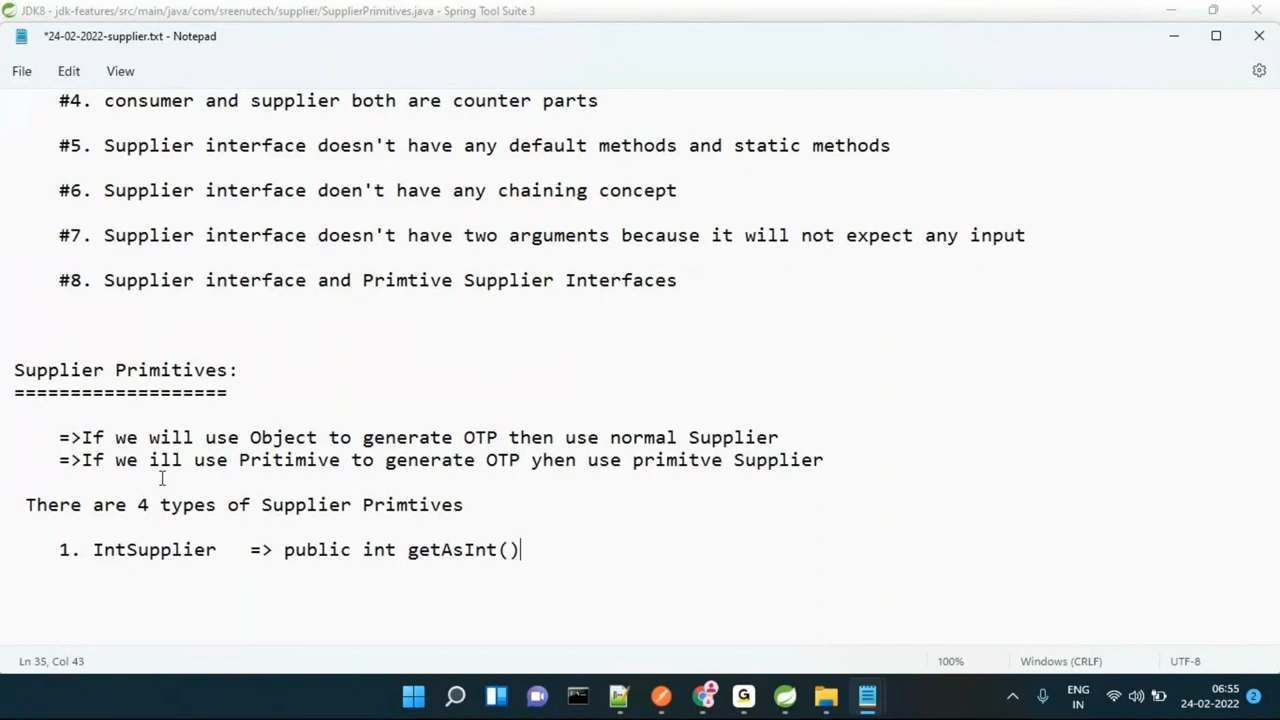 JDK8 - jdk-features/src/main/java/com/sreenutech/supplier/SupplierPrimitives.java - Spring Tool Suite 3
*24-02-2022-supplier.txt - Notepad
File Edit View
#4. consumer and supplier both are counter parts
#5. Supplier interface doesn't have any default methods and static methods
#6. Supplier interface doen't have any chaining concept
#7. Supplier interface doesn't have two arguments because it will not expect any input
#8. Supplier interface and Primtive Supplier Interfaces
Supplier Primitives:
===================
=>If we will use Object to generate OTP then use normal Supplier
=>If we ill use Pritimive to generate OTP yhen use primitve Supplier
There are 4 types of Supplier Primtives
1. IntSupplier => public int getAsInt()
Ln 35, Col 43 100% Windows (CRLF) UTF-8
ENG
IN
06:55
24-02-2022
2